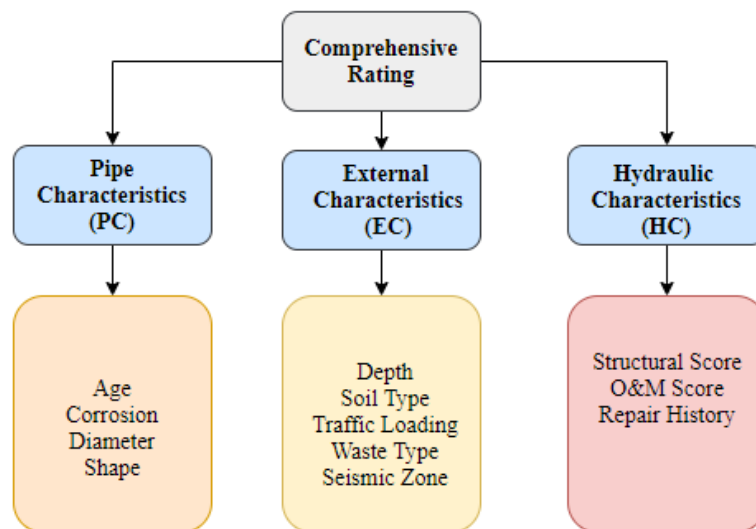 Comprehensive
Rating
Pipe
Characteristics
(PC)
External
Characteristics
(EC)
Hydraulic
Characteristics
(HC)
Age
Corrosion
Diameter
Shape
Depth
Soil Type
Traffic Loading
Waste Type
Seismic Zone
Structural Score
O&M Score
Repair History